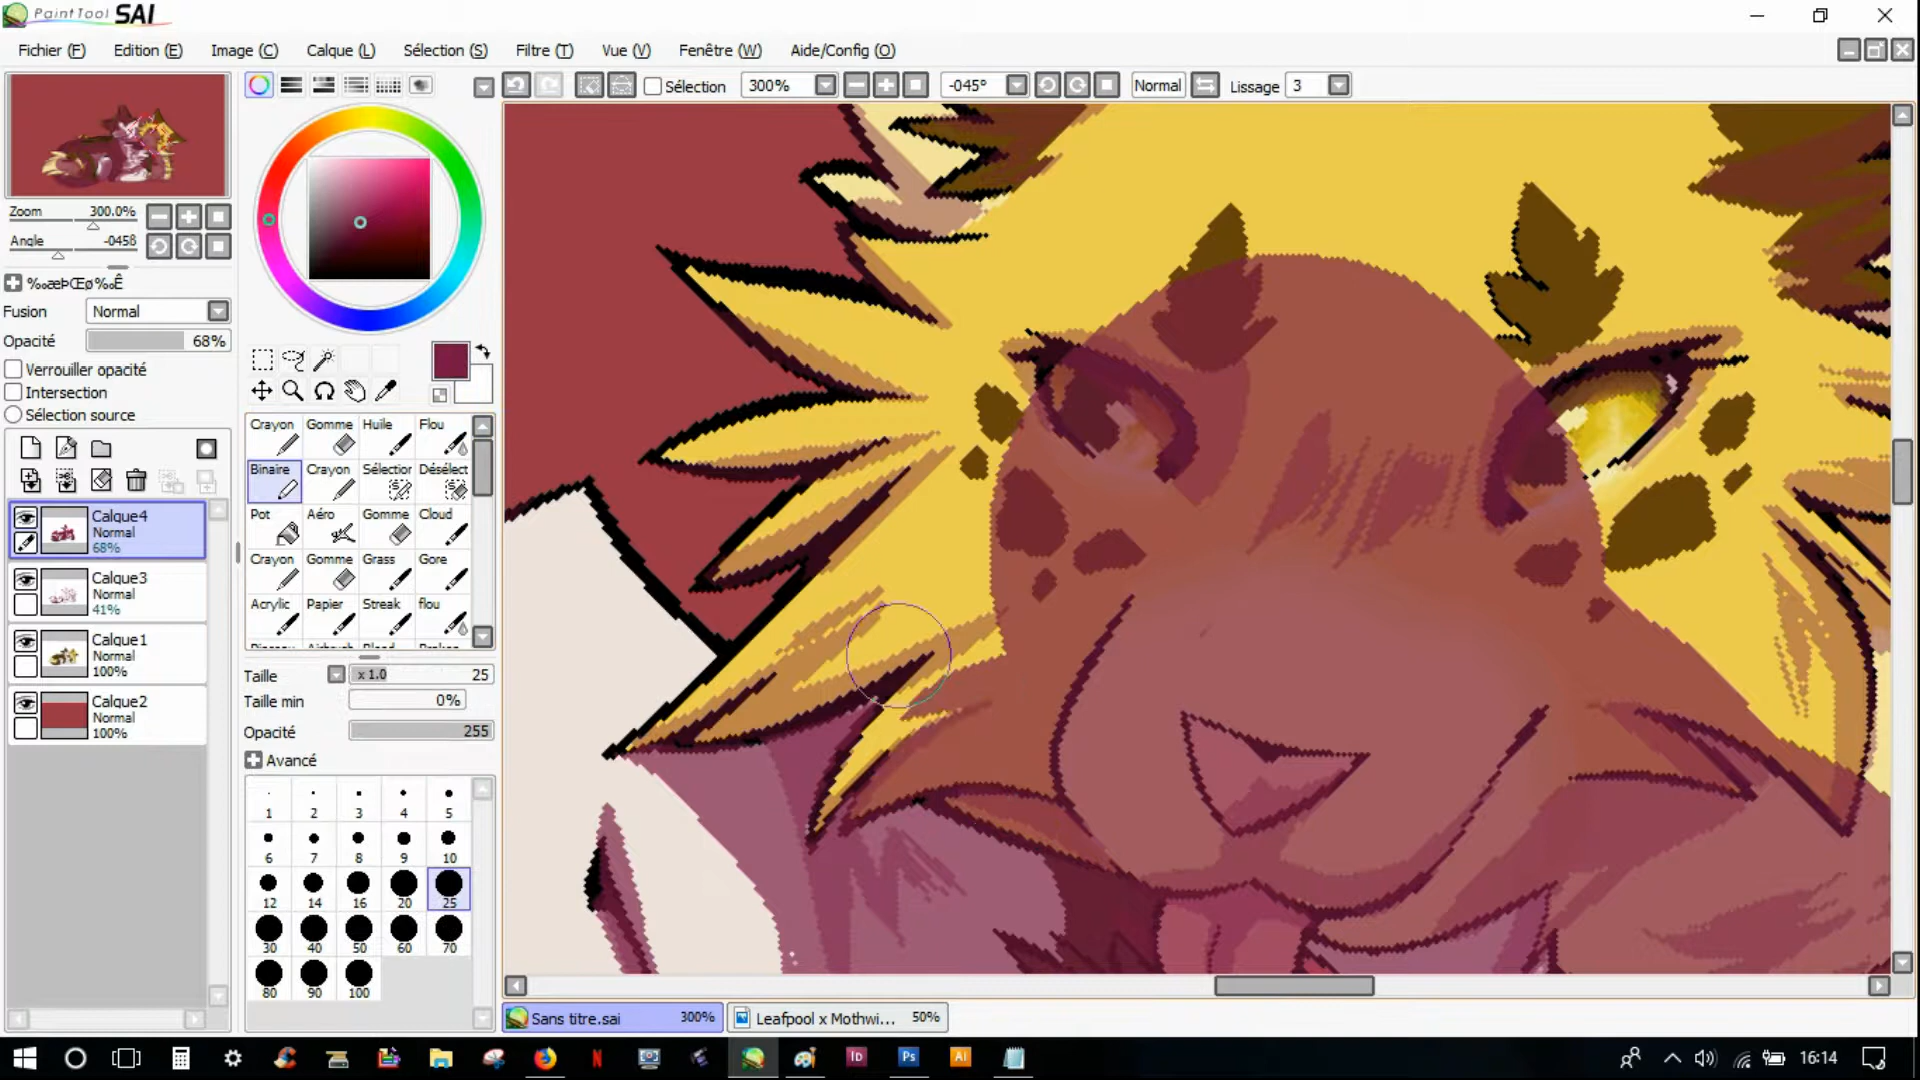 PaintTool SAI
Fichier (F) Edition (E) Image (C) Calque (L) Sélection (S) Filtre (T) Vue (V) Fenêtre (W) Aide/Config (O)
Sélection 300% -045° Normal Lissage 3
Zoom 300.0%
Angle -0458
‰æÞŒø‰Ê
Fusion Normal
Opacité 68%
Verrouiller opacité
Intersection
Sélection source
Calque4
Normal
68%
Calque3
Normal
41%
Calque1
Normal
100%
Calque2
Normal
100%
Crayon Gomme Huile Flou
Binaire Crayon Sélection Désélect
Pot Aéro Gomme Cloud
Crayon Gomme Grass Gore
Acrylic Papier Streak flou
Taille x 1.0 25
Taille min 0%
Opacité 255
Avancé
1 2 3 4 5
6 7 8 9 10
12 14 16 20 25
30 40 50 60 70
80 90 100
Sans titre.sai 300% Leafpool x Mothwi... 50%
Id Ps Ai 16:14